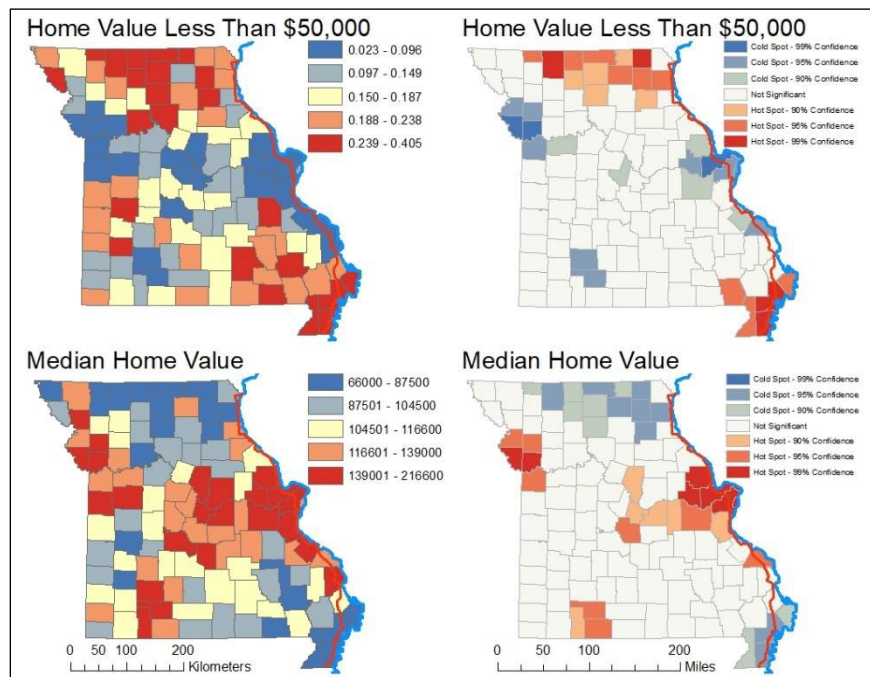 Home Value Less Than $50,000
0.023 - 0.096
0.097 - 0.149
0.150 - 0.187
0.188 - 0.238
0.239 - 0.405
Home Value Less Than $50,000
Cold Spot - 99% Confidence
Cold Spot - 95% Confidence
Cold Spot - 90% Confidence
Not Significant
Hot Spot - 90% Confidence
Hot Spot - 95% Confidence
Hot Spot - 99% Confidence
Median Home Value
66000 - 87500
87501 - 104500
104501 - 116600
116601 - 139000
139001 - 216600
0 50 100 200
Kilometers
Median Home Value
Cold Spot - 99% Confidence
Cold Spot - 95% Confidence
Cold Spot - 90% Confidence
Not Significant
Hot Spot - 90% Confidence
Hot Spot - 95% Confidence
Hot Spot - 99% Confidence
0 50 100 200
Miles